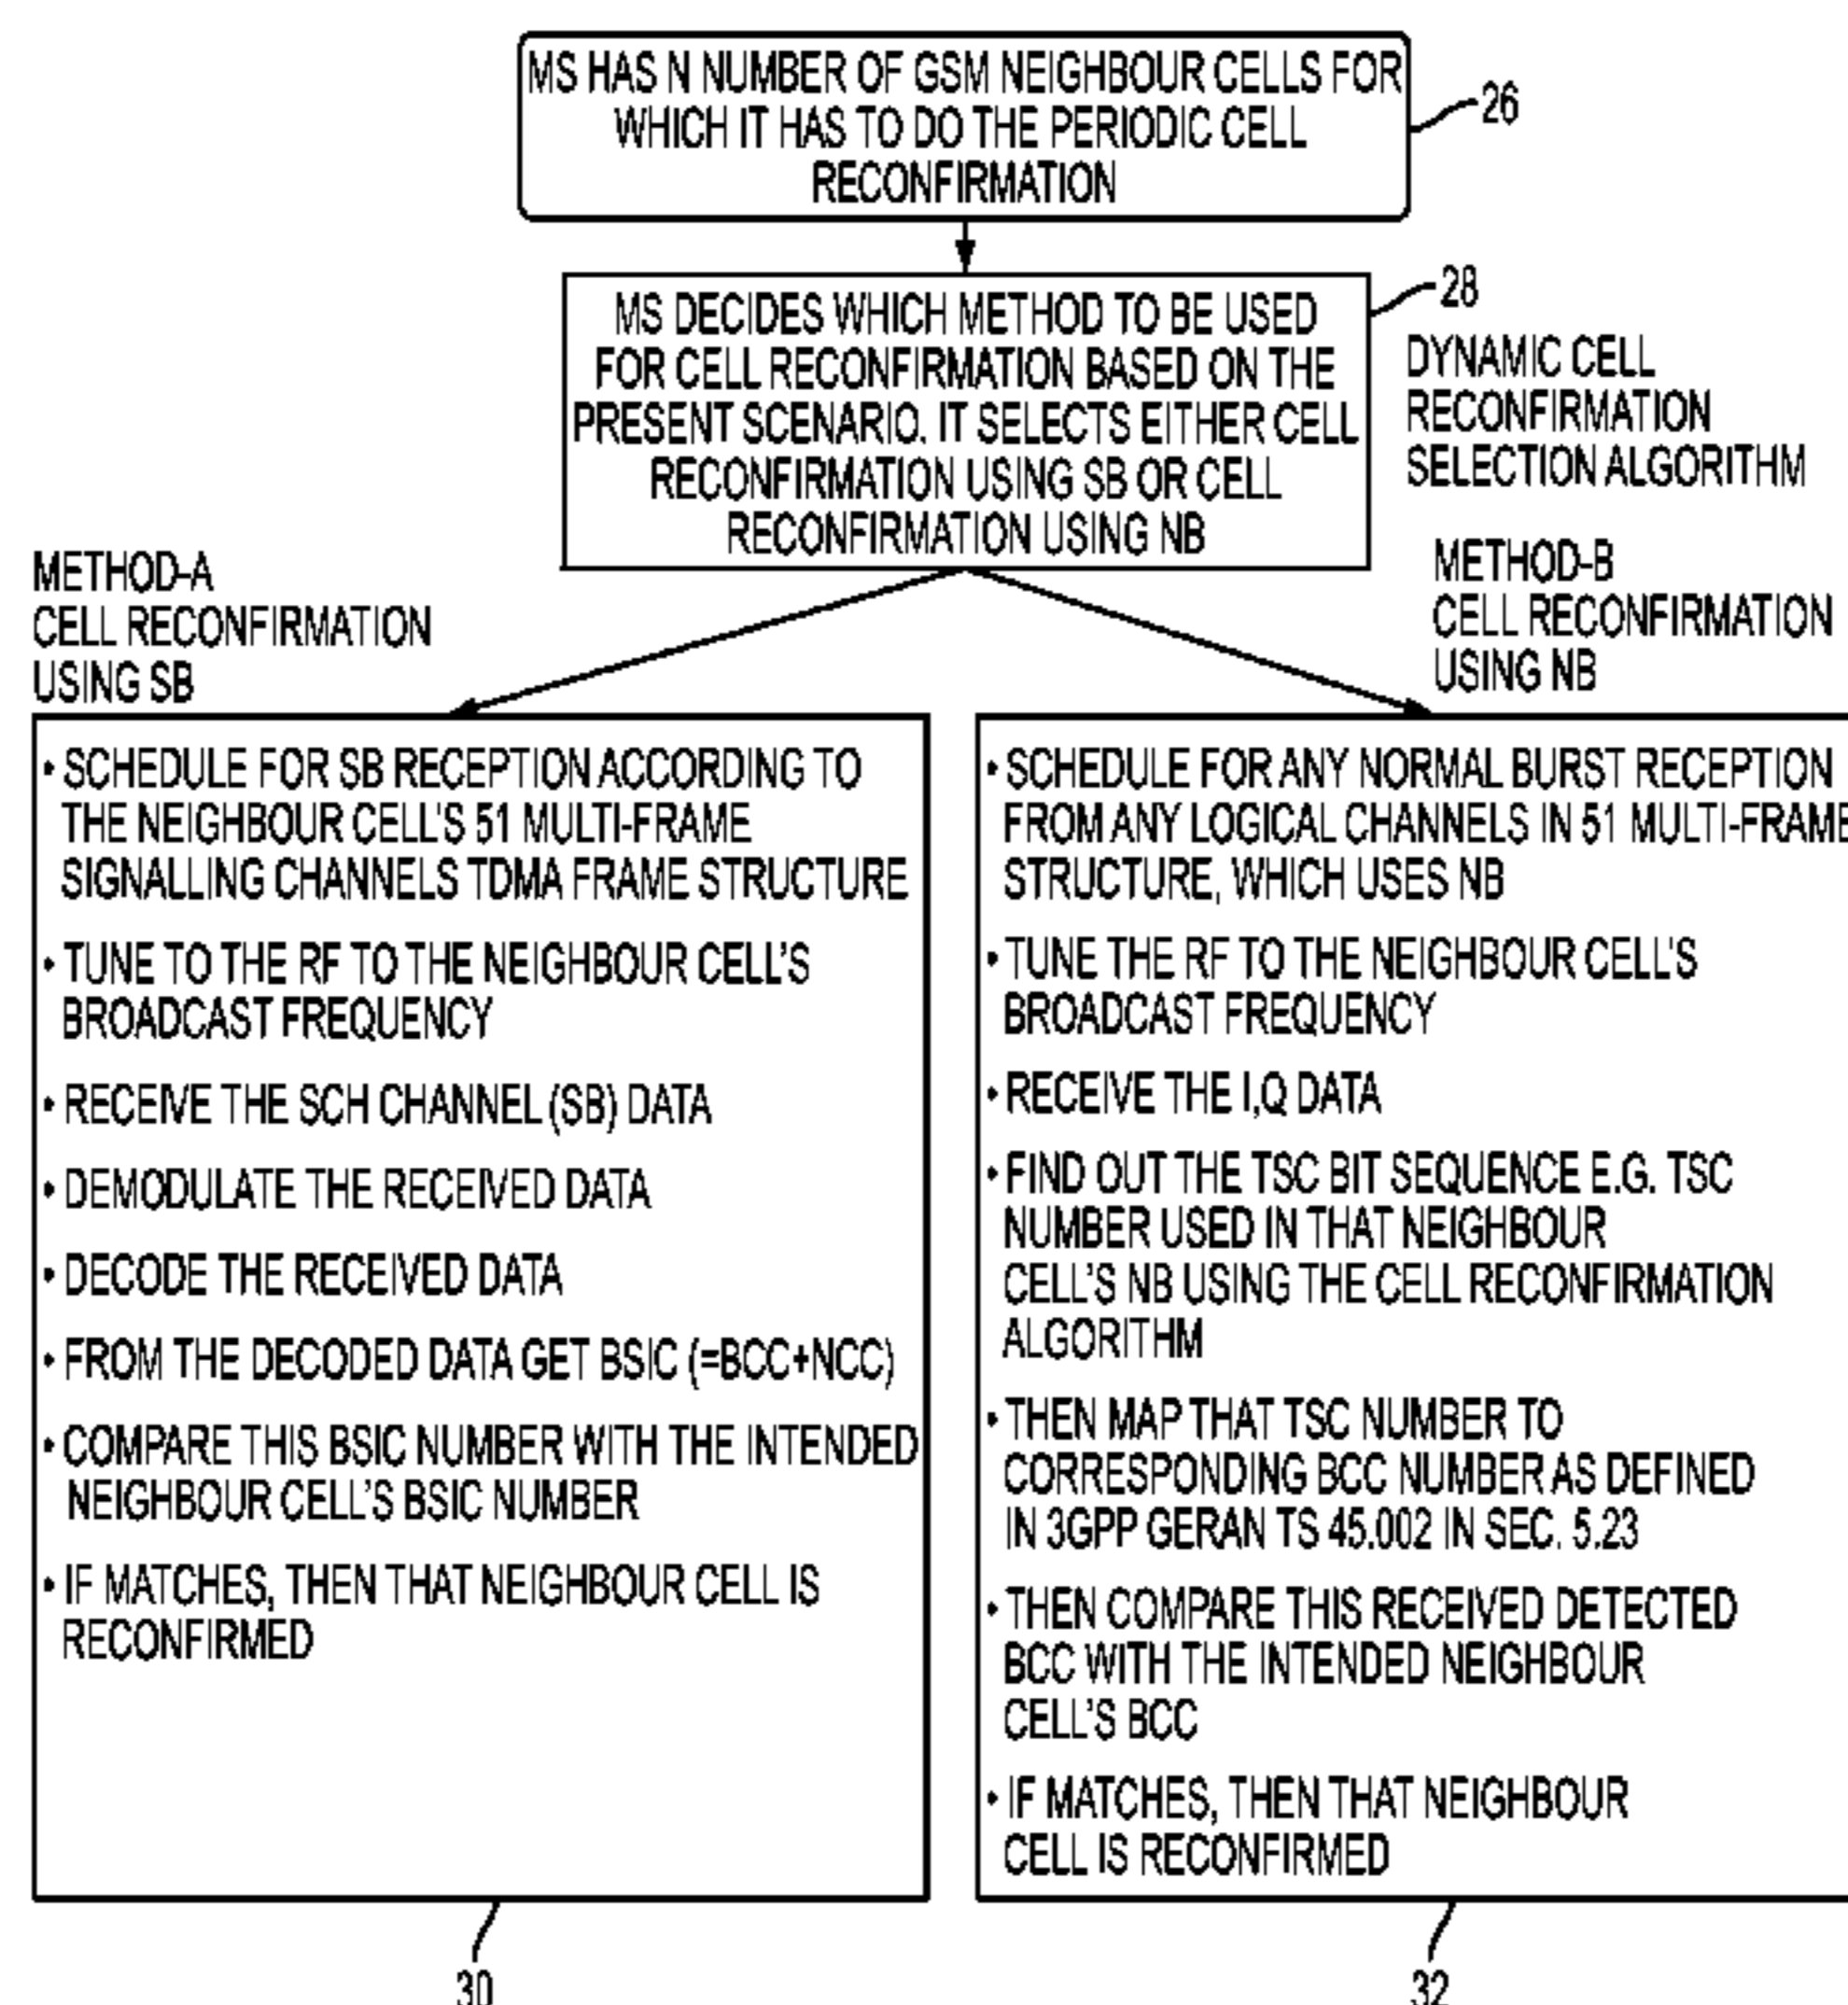 MS HAS N NUMBER OF GSM NEIGHBOUR CELLS FOR
WHICH IT HAS TO DO THE PERIODIC CELL
RECONFIRMATION
26
MS DECIDES WHICH METHOD TO BE USED
FOR CELL RECONFIRMATION BASED ON THE
PRESENT SCENARIO. IT SELECTS EITHER CELL
RECONFIRMATION USING SB OR CELL
RECONFIRMATION USING NB
28
DYNAMIC CELL
RECONFIRMATION
SELECTION ALGORITHM
METHOD-A
CELL RECONFIRMATION
USING SB
METHOD-B
CELL RECONFIRMATION
USING NB
• SCHEDULE FOR SB RECEPTION ACCORDING TO
THE NEIGHBOUR CELL'S 51 MULTI-FRAME
SIGNALLING CHANNELS TDMA FRAME STRUCTURE
• TUNE TO THE RF TO THE NEIGHBOUR CELL'S
BROADCAST FREQUENCY
• RECEIVE THE SCH CHANNEL (SB) DATA
• DEMODULATE THE RECEIVED DATA
• DECODE THE RECEIVED DATA
• FROM THE DECODED DATA GET BSIC (=BCC+NCC)
• COMPARE THIS BSIC NUMBER WITH THE INTENDED
NEIGHBOUR CELL'S BSIC NUMBER
• IF MATCHES, THEN THAT NEIGHBOUR CELL IS
RECONFIRMED
30
• SCHEDULE FOR ANY NORMAL BURST RECEPTION
FROM ANY LOGICAL CHANNELS IN 51 MULTI-FRAME
STRUCTURE, WHICH USES NB
• TUNE THE RF TO THE NEIGHBOUR CELL'S
BROADCAST FREQUENCY
• RECEIVE THE I,Q DATA
• FIND OUT THE TSC BIT SEQUENCE E.G. TSC
NUMBER USED IN THAT NEIGHBOUR
CELL'S NB USING THE CELL RECONFIRMATION
ALGORITHM
• THEN MAP THAT TSC NUMBER TO
CORRESPONDING BCC NUMBER AS DEFINED
IN 3GPP GERAN TS 45.002 IN SEC. 5.23
• THEN COMPARE THIS RECEIVED DETECTED
BCC WITH THE INTENDED NEIGHBOUR
CELL'S BCC
• IF MATCHES, THEN THAT NEIGHBOUR
CELL IS RECONFIRMED
32